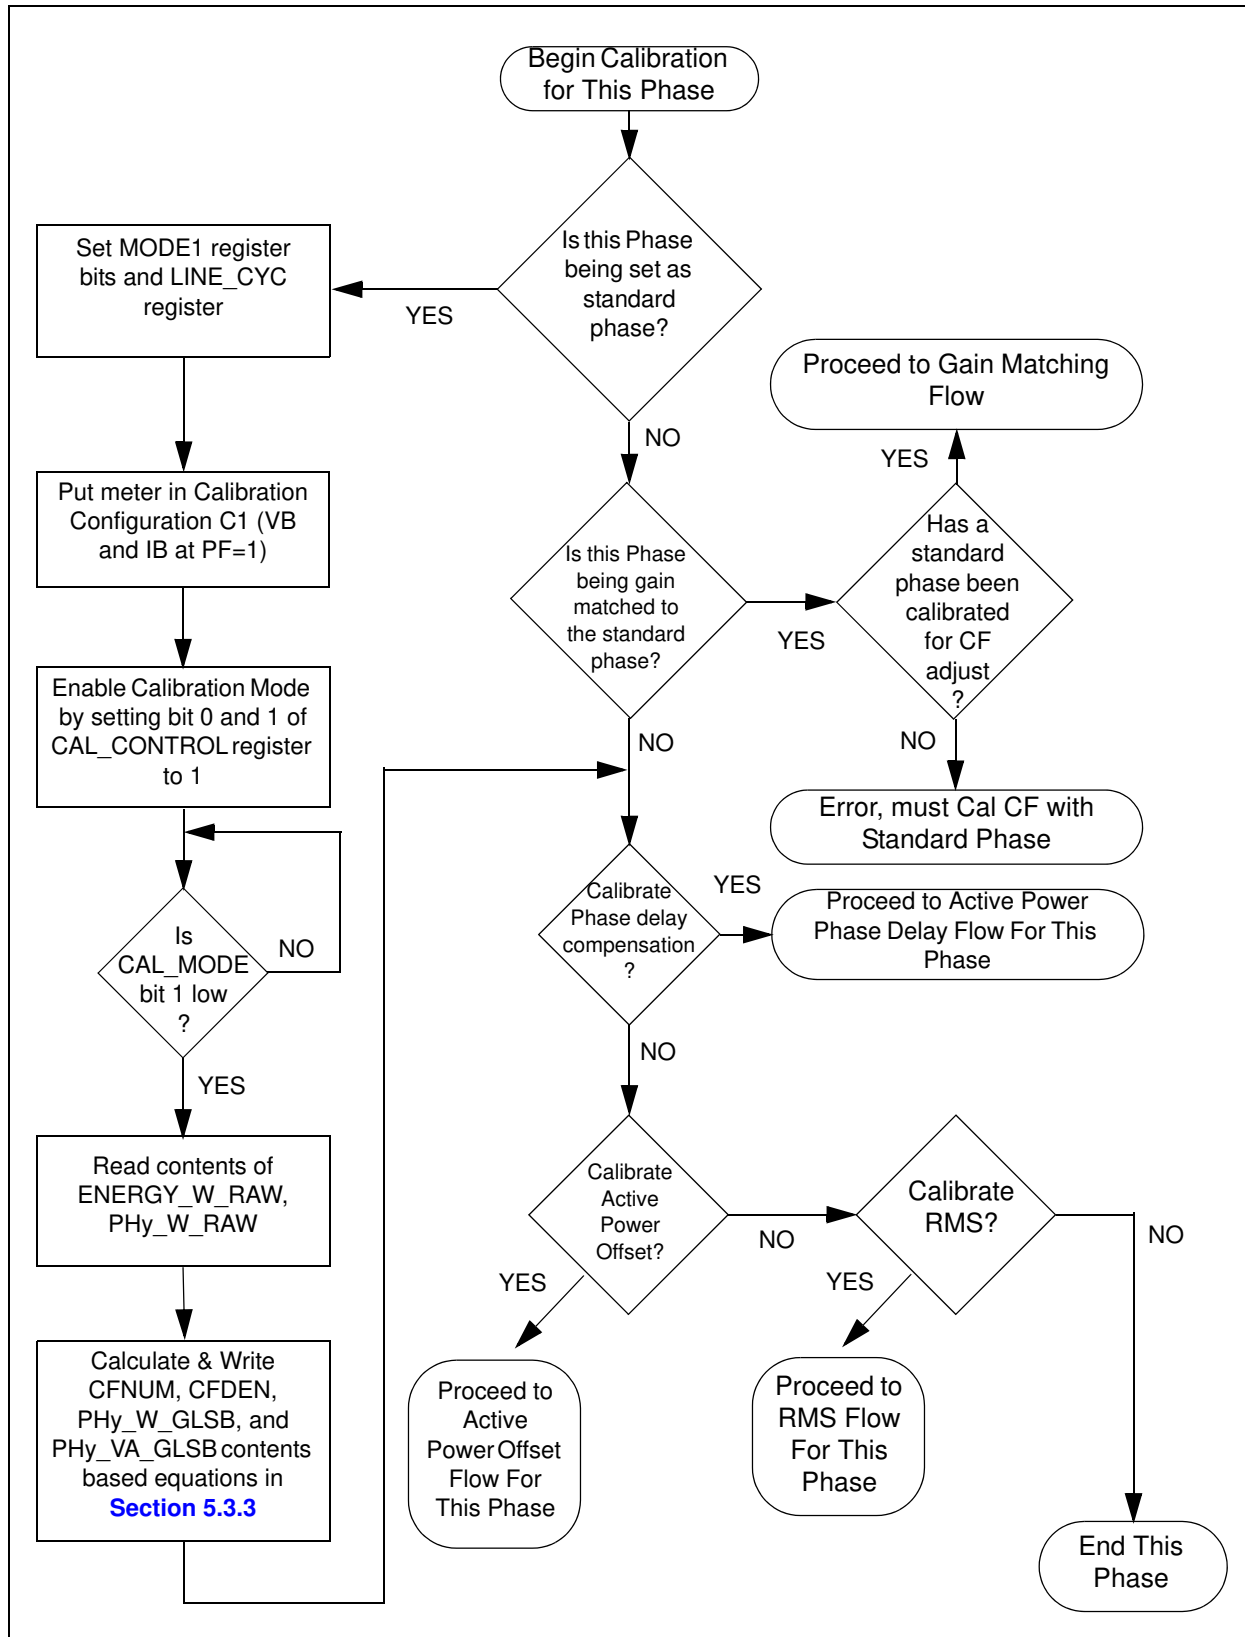 Begin Calibration
for This Phase
Is this Phase
being set as
standard
phase?
YES
NO
Set MODE1 register
bits and LINE_CYC
register
Put meter in Calibration
Configuration C1 (VB
and IB at PF=1)
Enable Calibration Mode
by setting bit 0 and 1 of
CAL_CONTROL register
to 1
Is
CAL_MODE
bit 1 low
?
NO
YES
Read contents of
ENERGY_W_RAW,
PHy_W_RAW
Calculate & Write
CFNUM, CFDEN,
PHy_W_GLSB, and
PHy_VA_GLSB contents
based equations in
Section 5.3.3
Is this Phase
being gain
matched to
the standard
phase?
YES
NO
Has a
standard
phase been
calibrated
for CF
adjust
?
YES
Proceed to Gain Matching
Flow
NO
Error, must Cal CF with
Standard Phase
Calibrate
Phase delay
compensation
?
YES
Proceed to Active Power
Phase Delay Flow For This
Phase
NO
Calibrate
Active
Power
Offset?
YES
Proceed to
Active
Power Offset
Flow For
This Phase
NO
Calibrate
RMS?
YES
Proceed to
RMS Flow
For This
Phase
NO
End This
Phase